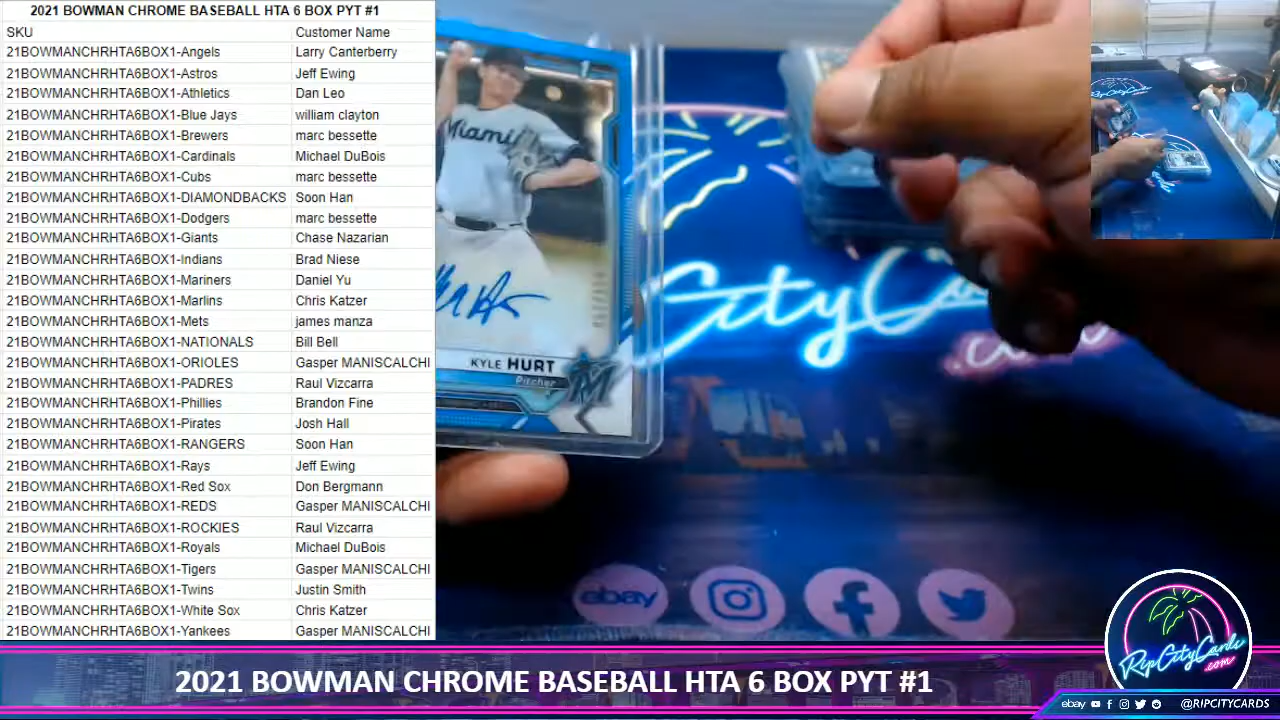 2021 BOWMAN CHROME BASEBALL HTA 6 BOX PYT #1
SKU Customer Name
21BOWMANCHRHTA6BOX1-Angels Larry Canterberry
21BOWMANCHRHTA6BOX1-Astros Jeff Ewing
21BOWMANCHRHTA6BOX1-Athletics Dan Leo
21BOWMANCHRHTA6BOX1-Blue Jays william clayton
21BOWMANCHRHTA6BOX1-Brewers marc bessette
21BOWMANCHRHTA6BOX1-Cardinals Michael DuBois
21BOWMANCHRHTA6BOX1-Cubs marc bessette
21BOWMANCHRHTA6BOX1-DIAMONDBACKS Soon Han
21BOWMANCHRHTA6BOX1-Dodgers marc bessette
21BOWMANCHRHTA6BOX1-Giants Chase Nazarian
21BOWMANCHRHTA6BOX1-Indians Brad Niese
21BOWMANCHRHTA6BOX1-Mariners Daniel Yu
21BOWMANCHRHTA6BOX1-Marlins Chris Katzer
21BOWMANCHRHTA6BOX1-Mets james manza
21BOWMANCHRHTA6BOX1-NATIONALS Bill Bell
21BOWMANCHRHTA6BOX1-ORIOLES Gasper MANISCALCHI
21BOWMANCHRHTA6BOX1-PADRES Raul Vizcarra
21BOWMANCHRHTA6BOX1-Phillies Brandon Fine
21BOWMANCHRHTA6BOX1-Pirates Josh Hall
21BOWMANCHRHTA6BOX1-RANGERS Soon Han
21BOWMANCHRHTA6BOX1-Rays Jeff Ewing
21BOWMANCHRHTA6BOX1-Red Sox Don Bergmann
21BOWMANCHRHTA6BOX1-REDS Gasper MANISCALCHI
21BOWMANCHRHTA6BOX1-ROCKIES Raul Vizcarra
21BOWMANCHRHTA6BOX1-Royals Michael DuBois
21BOWMANCHRHTA6BOX1-Tigers Gasper MANISCALCHI
21BOWMANCHRHTA6BOX1-Twins Justin Smith
21BOWMANCHRHTA6BOX1-White Sox Chris Katzer
21BOWMANCHRHTA6BOX1-Yankees Gasper MANISCALCHI
Miami
KYLE HURT
Pitcher
M
City
ebay
2021 BOWMAN CHROME BASEBALL HTA 6 BOX PYT #1
RipCityCards
.com
ebay @RIPCITYCARDS